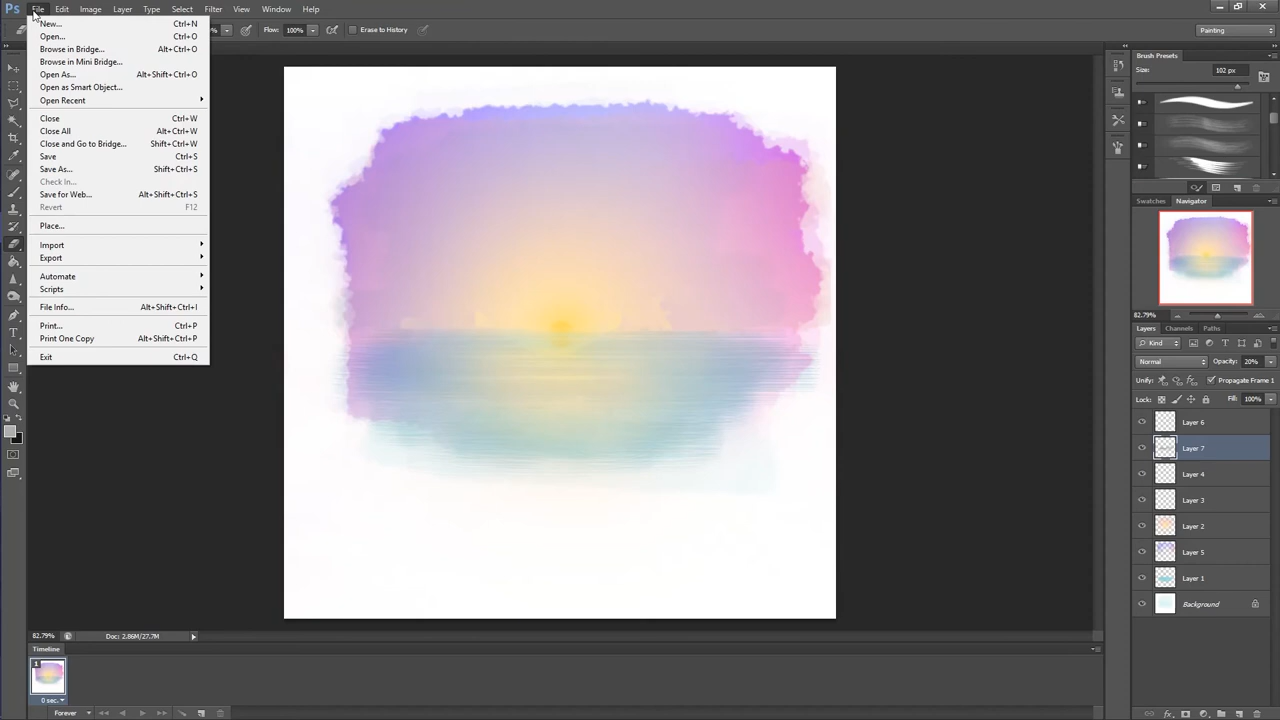 Ps File Edit Image Layer Type Select Filter View Window Help
100% Flow: 100% Erase to History Painting
New... Ctrl+N
Open... Ctrl+O
Browse in Bridge... Alt+Ctrl+O
Browse in Mini Bridge...
Open As... Alt+Shift+Ctrl+O
Open as Smart Object...
Open Recent
Close Ctrl+W
Close All Alt+Ctrl+W
Close and Go to Bridge... Shift+Ctrl+W
Save Ctrl+S
Save As... Shift+Ctrl+S
Check In...
Save for Web... Alt+Shift+Ctrl+S
Revert F12
Place...
Import
Export
Automate
Scripts
File Info... Alt+Shift+Ctrl+I
Print... Ctrl+P
Print One Copy Alt+Shift+Ctrl+P
Exit Ctrl+Q
Brush Presets
Size: 102 px
Swatches Navigator
82.79%
Layers Channels Paths
Kind
Normal Opacity: 20%
Unify: Propagate Frame 1
Lock: Fill: 100%
Layer 6
Layer 7
Layer 4
Layer 3
Layer 2
Layer 5
Layer 1
Background
82.79% Doc: 2.86M/27.7M
Timeline
1
0 sec.
Forever